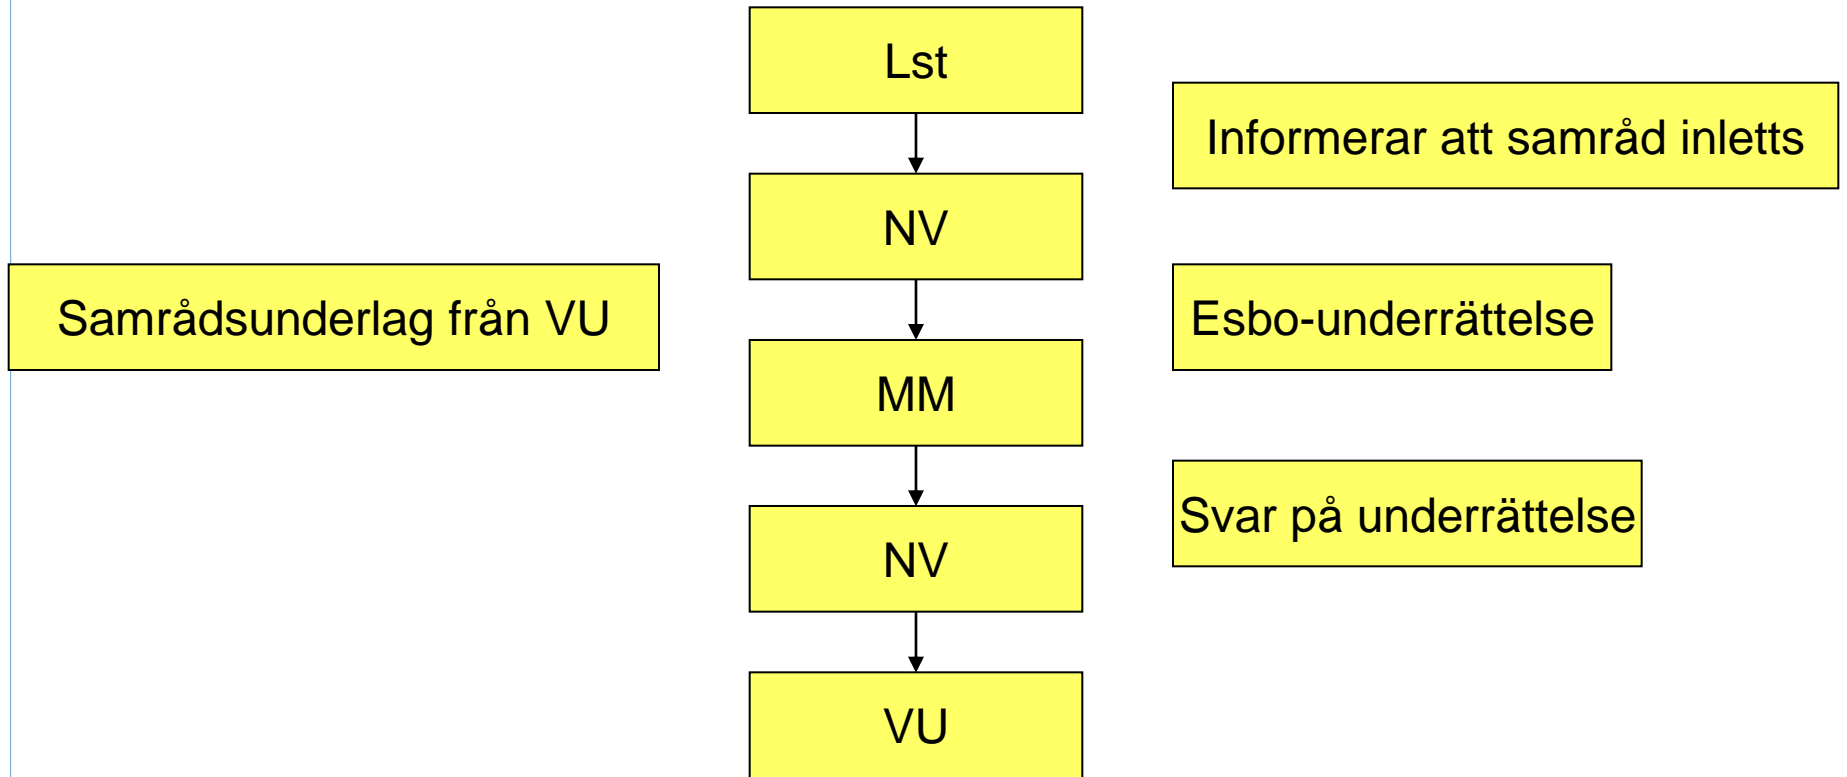 Lst
Informerar att samråd inletts
NV
Samrådsunderlag från VU
Esbo-underrättelse
MM
Svar på underrättelse
NV
VU